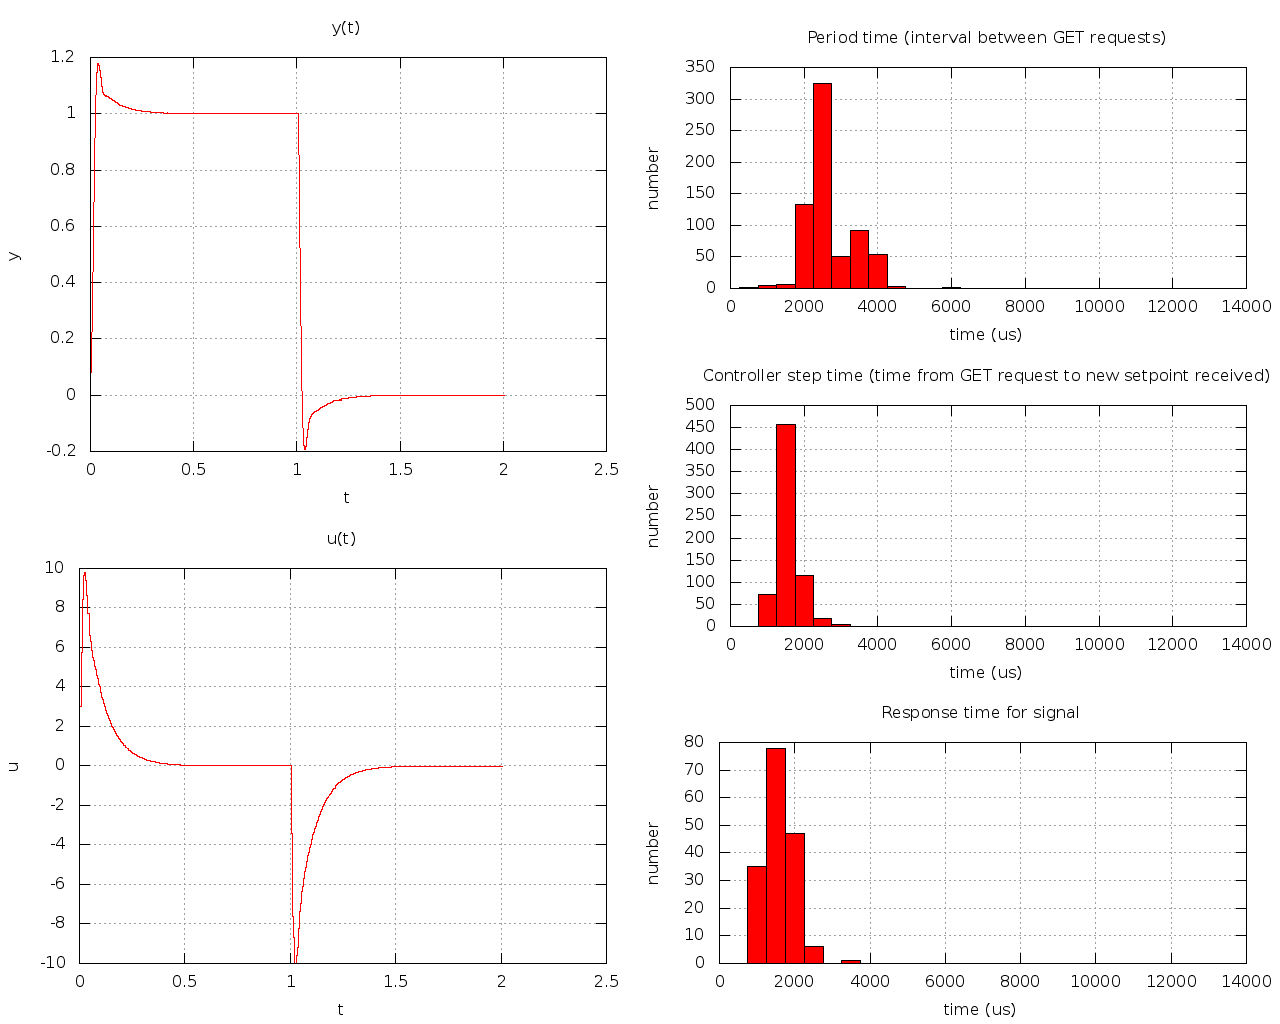 y(t)
1.2
1
0.8
0.6
0.4
0.2
0
-0.2
y
0 0.5 1 1.5 2 2.5
t
u(t)
10
8
6
4
2
0
-2
-4
-6
-8
-10
u
0 0.5 1 1.5 2 2.5
t
Period time (interval between GET requests)
350
300
250
200
150
100
50
0
number
0 2000 4000 6000 8000 10000 12000 14000
time (us)
Controller step time (time from GET request to new setpoint received)
500
450
400
350
300
250
200
150
100
50
0
number
0 2000 4000 6000 8000 10000 12000 14000
time (us)
Response time for signal
80
70
60
50
40
30
20
10
0
number
0 2000 4000 6000 8000 10000 12000 14000
time (us)